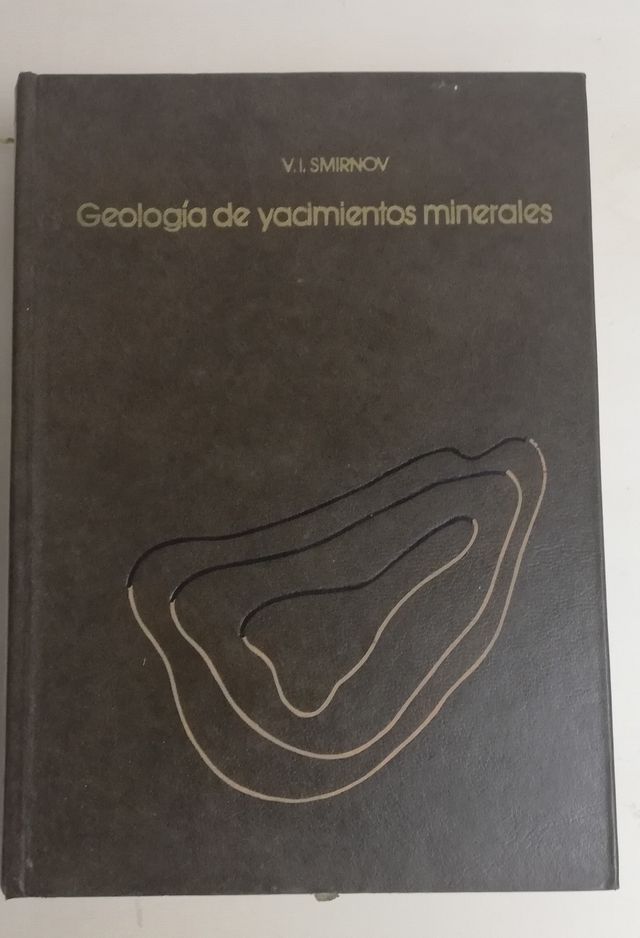 V. I. SMIRNOV
Geología de yacimientos minerales